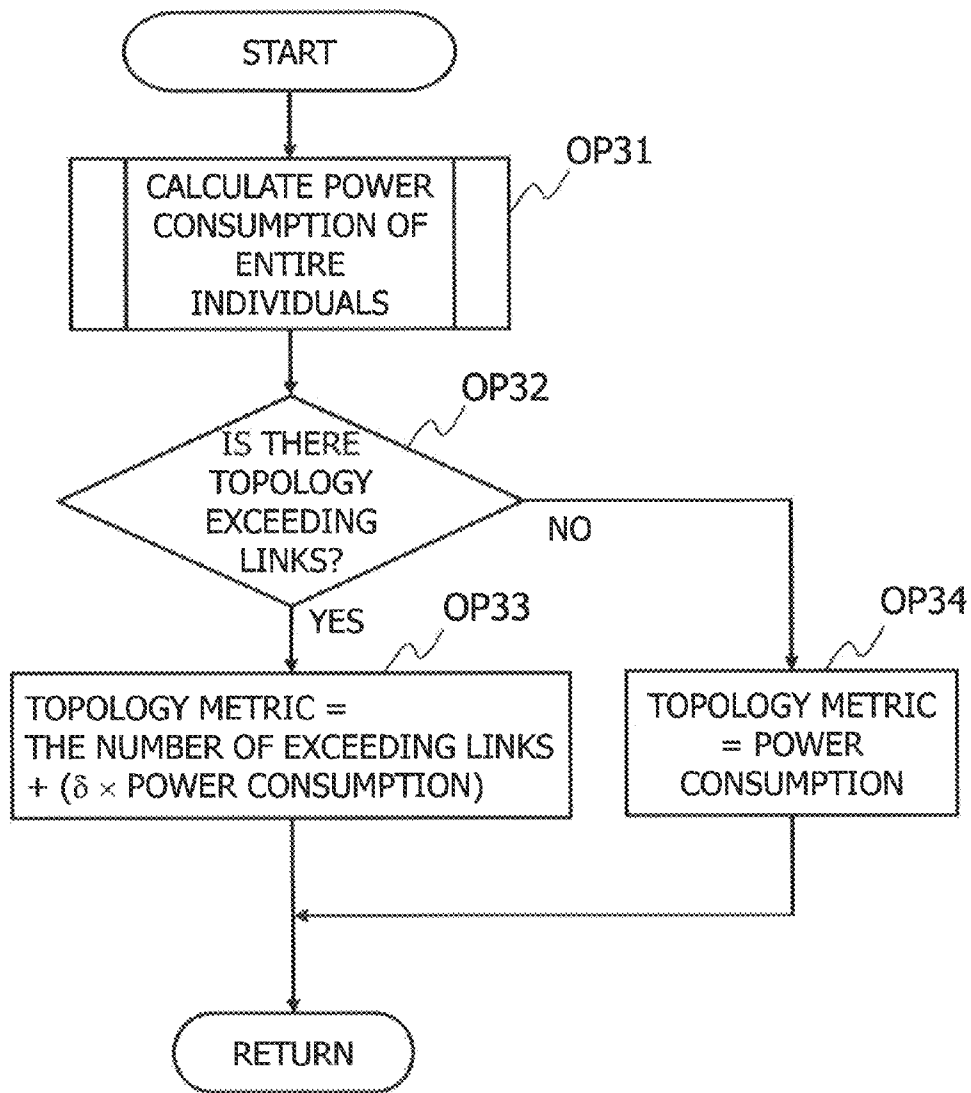 START
OP31
CALCULATE POWER
CONSUMPTION OF
ENTIRE
INDIVIDUALS
OP32
IS THERE
TOPOLOGY
EXCEEDING
LINKS?
NO
YES
OP33
OP34
TOPOLOGY METRIC =
THE NUMBER OF EXCEEDING LINKS
+ (δ × POWER CONSUMPTION)
TOPOLOGY METRIC
= POWER
CONSUMPTION
RETURN